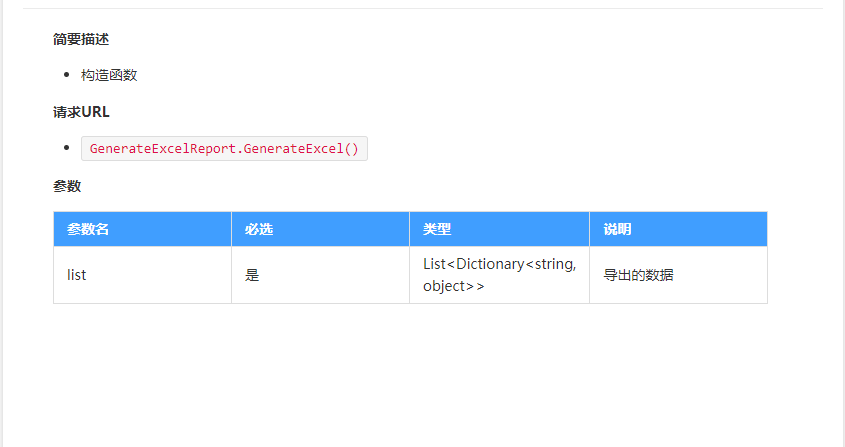 简要描述
构造函数
请求URL
GenerateExcelReport.GenerateExcel()
参数
参数名 必选 类型 说明
list 是 List<Dictionary<string, object>> 导出的数据